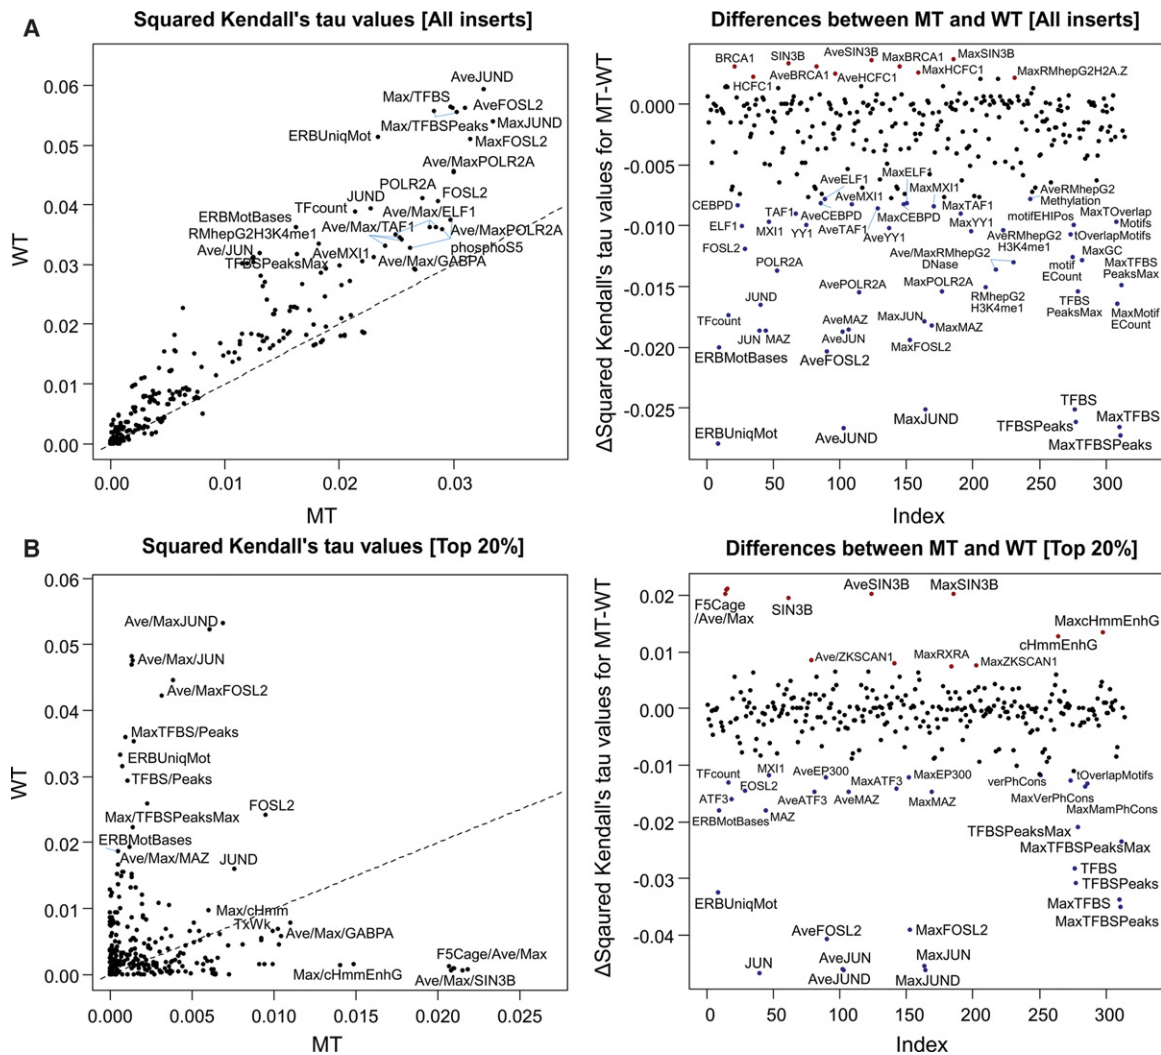 A
Squared Kendall's tau values [All inserts]
WT
0.06
0.05
0.04
0.03
0.02
0.01
0.00
AveJUND
Max/TFBS
AveFOSL2
Max/TFBSPeaks
MaxJUND
ERBUniqMot
MaxFOSL2
Ave/MaxPOLR2A
POLR2A
FOSL2
JUND
TFcount
Ave/Max/ELF1
ERBMotBases
Ave/Max/TAF1
Ave/MaxPOLR2A
RMhepG2H3K4me1
phosphoS5
Ave/JUN
AveMXI1
TFBSPeaksMax
Ave/Max/GABPA
0.00
0.01
0.02
0.03
MT
Differences between MT and WT [All inserts]
ΔSquared Kendall's tau values for MT-WT
0.000
-0.005
-0.010
-0.015
-0.020
-0.025
BRCA1
SIN3B
AveSIN3B
MaxBRCA1
MaxSIN3B
HCFC1
AveBRCA1
AveHCFC1
MaxHCFC1
MaxRMhepG2H2A.Z
AveELF1
MaxELF1
CEBPD
AveMXI1
MaxMXI1
AveRMhepG2
Methylation
TAF1
AveCEBPD
MaxCEBPD
MaxTAF1
motifEHIPos
MaxTOverlap
Motifs
ELF1
MXI1
YY1
AveTAF1
AveYY1
MaxYY1
AveRMhepG2
H3K4me1
tOverlapMotifs
FOSL2
Ave/MaxRMhepG2
DNase
MaxGC
POLR2A
motif
ECount
MaxTFBS
PeaksMax
AvePOLR2A
MaxPOLR2A
RMhepG2
H3K4me1
TFBS
PeaksMax
JUND
MaxMotif
ECount
TFcount
AveMAZ
MaxJUN
MaxMAZ
JUN
MAZ
AveJUN
ERBMotBases
AveFOSL2
MaxFOSL2
TFBS
MaxJUND
TFBSPeaks
MaxTFBS
ERBUniqMot
AveJUND
MaxTFBSPeaks
0
50
100
150
200
250
300
Index
B
Squared Kendall's tau values [Top 20%]
WT
0.06
0.05
0.04
0.03
0.02
0.01
0.00
Ave/MaxJUND
Ave/Max/JUN
Ave/MaxFOSL2
MaxTFBS/Peaks
ERBUniqMot
TFBS/Peaks
FOSL2
Max/TFBSPeaksMax
ERBMotBases
Ave/Max/MAZ
JUND
Max/cHmm
TxWk
Ave/Max/GABPA
F5Cage/Ave/Max
Max/cHmmEnhG
Ave/Max/SIN3B
0.000
0.005
0.010
0.015
0.020
0.025
MT
Differences between MT and WT [Top 20%]
ΔSqaured Kendall's tau values for MT-WT
0.02
0.01
0.00
-0.01
-0.02
-0.03
-0.04
F5Cage
/Ave/Max
SIN3B
AveSIN3B
MaxSIN3B
MaxcHmmEnhG
cHmmEnhG
Ave/ZKSCAN1
MaxRXRA
MaxZKSCAN1
TFcount
MXI1
AveEP300
MaxATF3
MaxEP300
verPhCons
tOverlapMotifs
FOSL2
ATF3
AveATF3
AveMAZ
MaxMAZ
MaxVerPhCons
MaxMamPhCons
ERBMotBases
MAZ
TFBSPeaksMax
MaxTFBSPeaksMax
TFBS
ERBUniqMot
TFBSPeaks
MaxTFBS
MaxTFBSPeaks
AveFOSL2
MaxFOSL2
JUN
AveJUN
MaxJUN
AveJUND
MaxJUND
0
50
100
150
200
250
300
Index